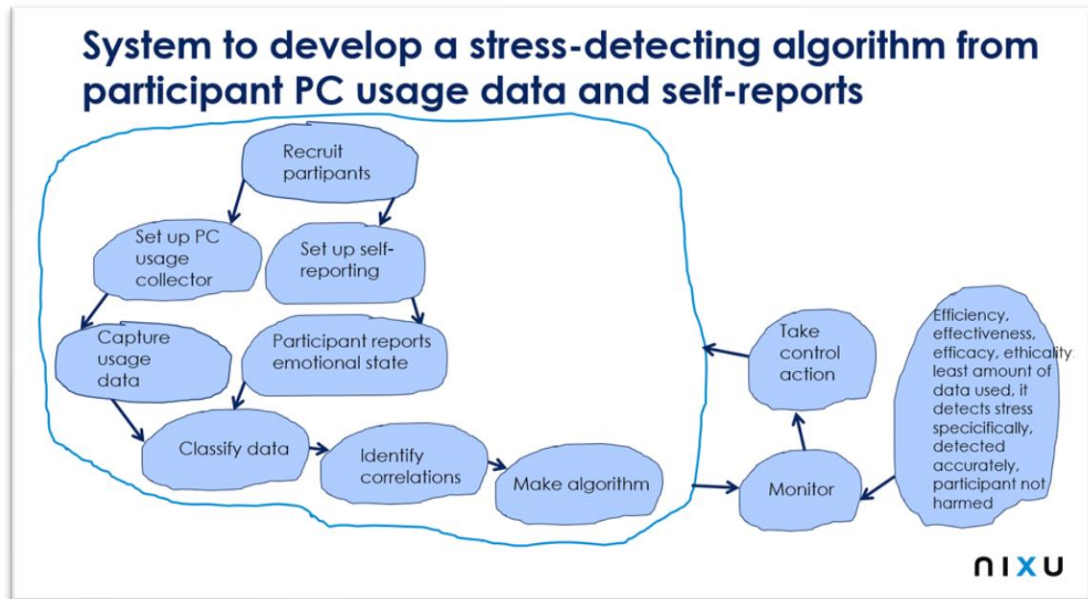 System to develop a stress-detecting algorithm from
participant PC usage data and self-reports
Recruit
partipants
Set up PC
usage
collector
Set up self-
reporting
Capture
usage
data
Participant reports
emotional state
Classify data
Identify
correlations
Make algorithm
Take
control
action
Monitor
Efficiency,
effectiveness,
efficacy, ethicality:
least amount of
data used, it
detects stress
specicifically,
detected
accurately,
participant not
harmed
nixu